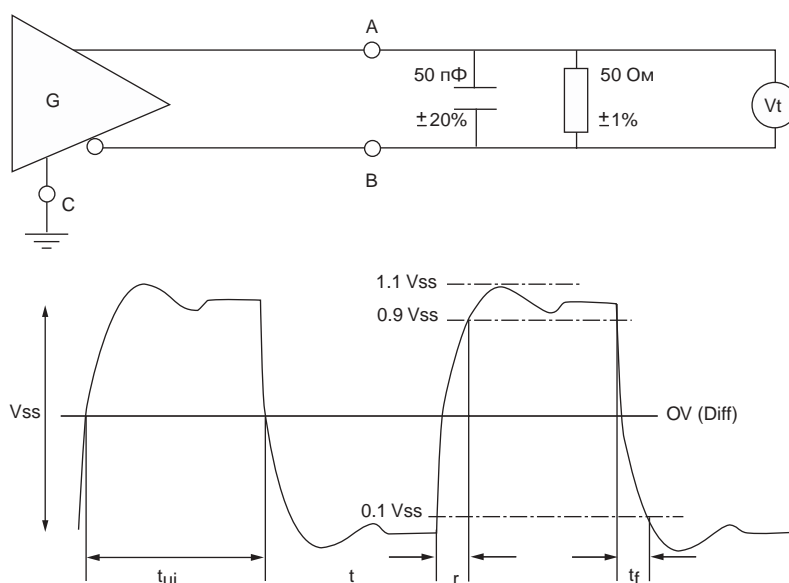 A
G
50 пФ
50 Ом
Vt
±20%
±1%
B
C
1.1 Vss
0.9 Vss
Vss
OV (Diff)
0.1 Vss
tui
t
r
tf